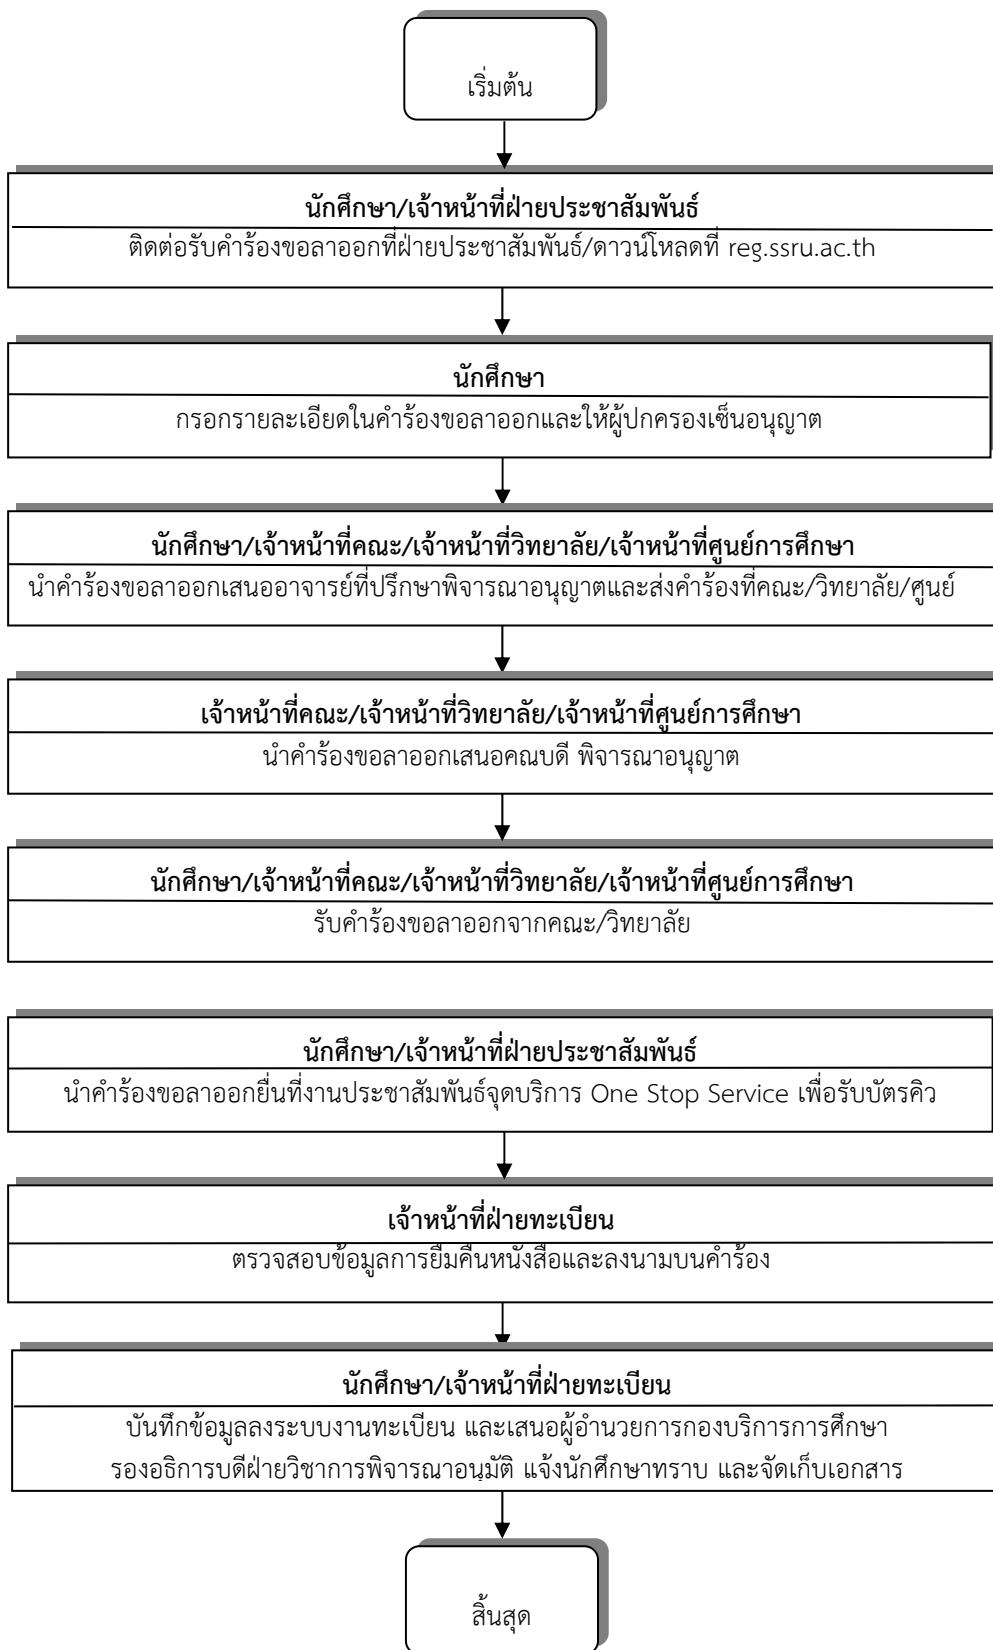 เริ่มต้น
นักศึกษา/เจ้าหน้าที่ฝ่ายประชาสัมพันธ์
ติดต่อรับคำร้องขอลาออกที่ฝ่ายประชาสัมพันธ์/ดาวน์โหลดที่ reg.ssru.ac.th
นักศึกษา
กรอกรายละเอียดในคำร้องขอลาออกและให้ผู้ปกครองเซ็นอนุญาต
นักศึกษา/เจ้าหน้าที่คณะ/เจ้าหน้าที่วิทยาลัย/เจ้าหน้าที่ศูนย์การศึกษา
นำคำร้องขอลาออกเสนออาจารย์ที่ปรึกษาพิจารณาอนุญาตและส่งคำร้องที่คณะ/วิทยาลัย/ศูนย์
เจ้าหน้าที่คณะ/เจ้าหน้าที่วิทยาลัย/เจ้าหน้าที่ศูนย์การศึกษา
นำคำร้องขอลาออกเสนอคณบดี พิจารณาอนุญาต
นักศึกษา/เจ้าหน้าที่คณะ/เจ้าหน้าที่วิทยาลัย/เจ้าหน้าที่ศูนย์การศึกษา
รับคำร้องขอลาออกจากคณะ/วิทยาลัย
นักศึกษา/เจ้าหน้าที่ฝ่ายประชาสัมพันธ์
นำคำร้องขอลาออกยื่นที่งานประชาสัมพันธ์จุดบริการ One Stop Service เพื่อรับบัตรคิว
เจ้าหน้าที่ฝ่ายทะเบียน
ตรวจสอบข้อมูลการยืมคืนหนังสือและลงนามบนคำร้อง
นักศึกษา/เจ้าหน้าที่ฝ่ายทะเบียน
บันทึกข้อมูลลงระบบงานทะเบียน และเสนอผู้อำนวยการกองบริการการศึกษา
รองอธิการบดีฝ่ายวิชาการพิจารณาอนุมัติ แจ้งนักศึกษาทราบ และจัดเก็บเอกสาร
สิ้นสุด